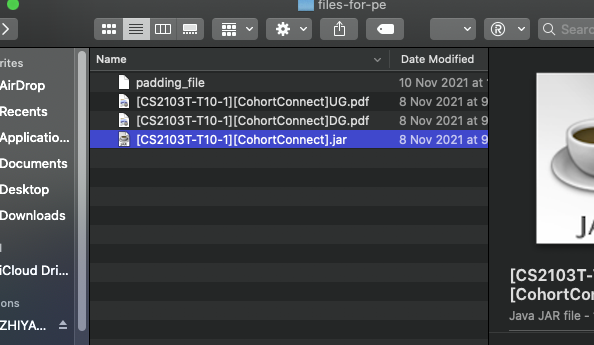 files-for-pe
Sear
Name
Date Modified
rites
AirDrop
Recents
Applicatio...
Documents
Desktop
Downloads
iCloud Dri...
ons
ZHIYA...
padding_file
10 Nov 2021 at
[CS2103T-T10-1][CohortConnect]UG.pdf
8 Nov 2021 at 9
[CS2103T-T10-1][CohortConnect]DG.pdf
8 Nov 2021 at 9
[CS2103T-T10-1][CohortConnect].jar
8 Nov 2021 at 9
JA
[CS2103T-T
[CohortConn
Java JAR file -